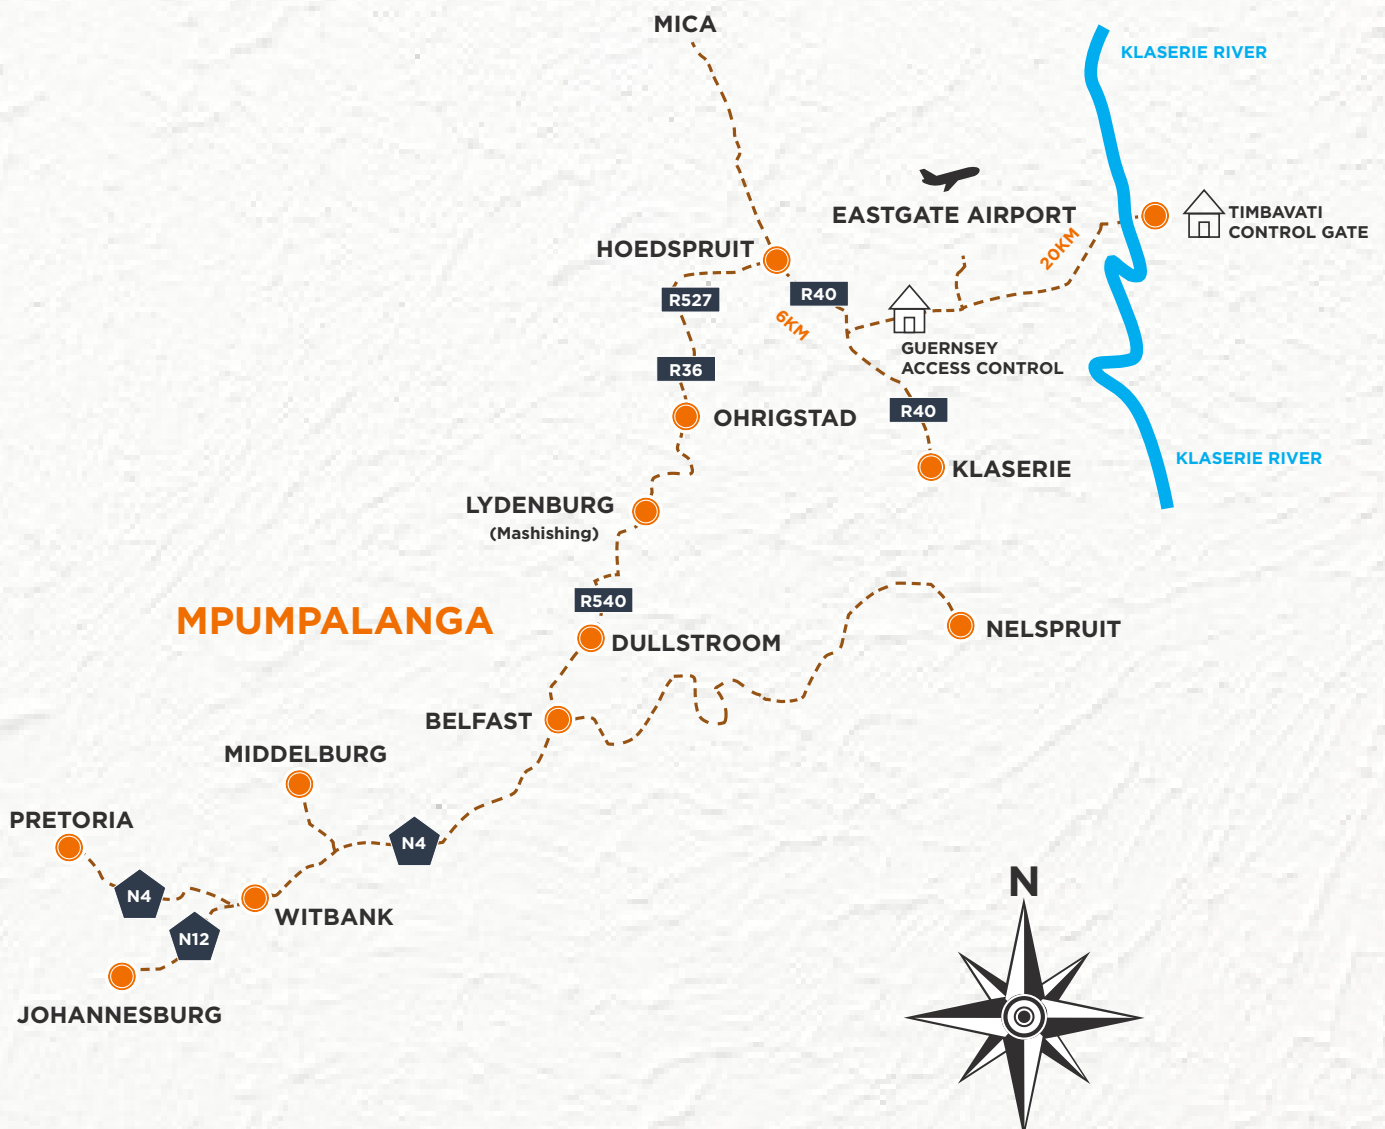 MICA
KLASERIE RIVER
EASTGATE AIRPORT
TIMBAVATI
CONTROL GATE
20KM
HOEDSPRUIT
R527
R40
6KM
GUERNSEY
ACCESS CONTROL
R36
R40
OHRIGSTAD
KLASERIE
KLASERIE RIVER
LYDENBURG
(Mashishing)
R540
MPUMPALANGA
DULLSTROOM
NELSPRUIT
BELFAST
MIDDELBURG
PRETORIA
N4
N4
WITBANK
N12
JOHANNESBURG
N